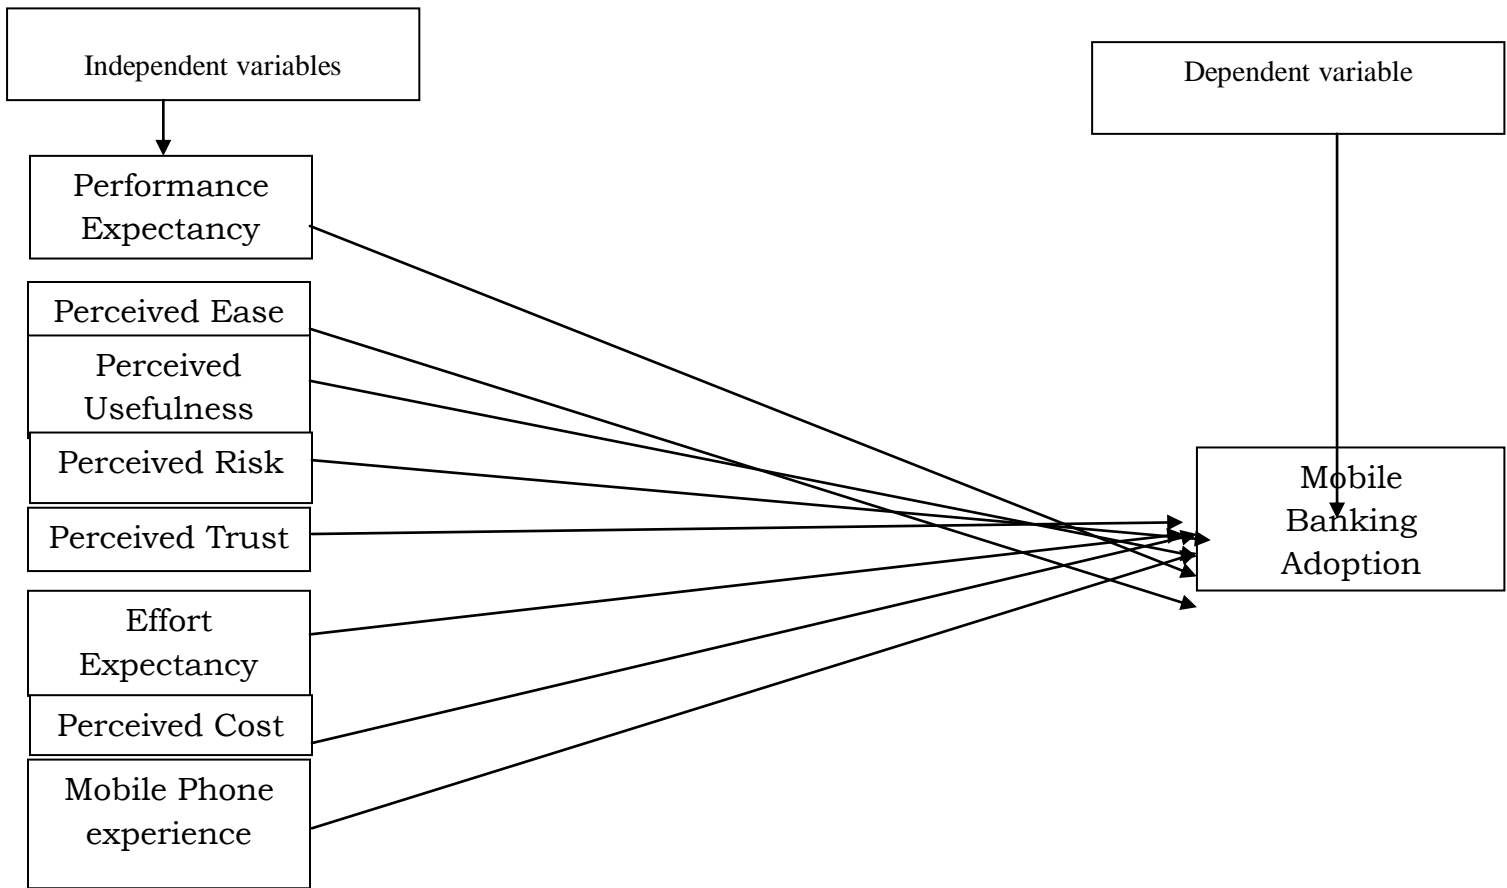 Independent variables
Dependent variable
Performance
Expectancy
Perceived Ease
Perceived
Usefulness
Perceived Risk
Perceived Trust
Effort
Expectancy
Perceived Cost
Mobile Phone
experience
Mobile
Banking
Adoption